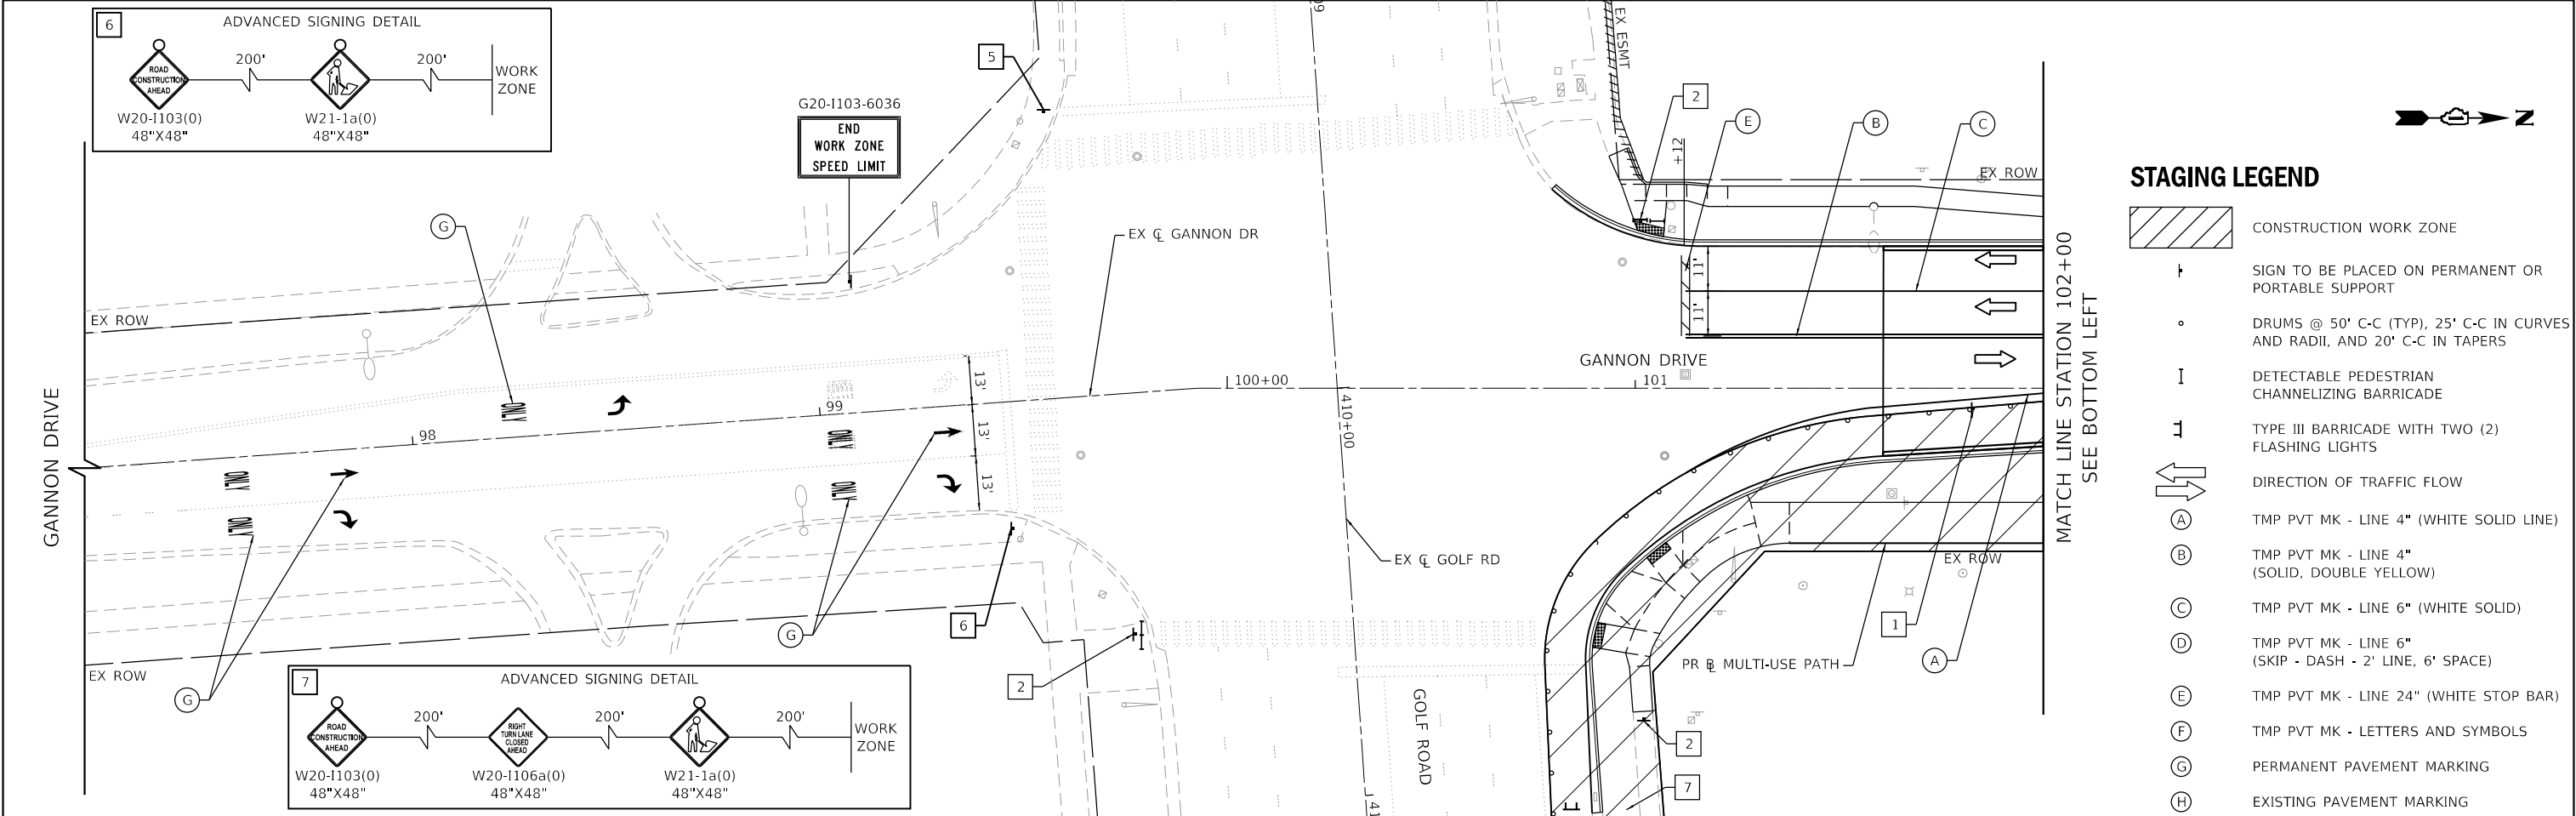 6
ADVANCED SIGNING DETAIL
ROAD
CONSTRUCTION
AHEAD
200'
200'
WORK
ZONE
W20-I103(0)
48"X48"
W21-1a(0)
48"X48"
5
G20-I103-6036
END
WORK ZONE
SPEED LIMIT
G
EX ROW
GANNON DRIVE
98
99
ONLY
ONLY
ONLY
ONLY
ONLY
13'
13'
13'
EX CL GANNON DR
100+00
410+00
101
GANNON DRIVE
EX CL GOLF RD
GOLF ROAD
41
09
EX ESMT
2
E
B
C
+12
EX ROW
11'
11'
MATCH LINE STATION 102+00
SEE BOTTOM LEFT
EX ROW
1
A
PR BL MULTI-USE PATH
2
7
G
6
2
G
EX ROW
7
ADVANCED SIGNING DETAIL
ROAD
CONSTRUCTION
AHEAD
200'
RIGHT
TURN LANE
CLOSED
AHEAD
200'
200'
WORK
ZONE
W20-I103(0)
48"X48"
W20-I106a(0)
48"X48"
W21-1a(0)
48"X48"
N
STAGING LEGEND
CONSTRUCTION WORK ZONE
SIGN TO BE PLACED ON PERMANENT OR
PORTABLE SUPPORT
DRUMS @ 50' C-C (TYP), 25' C-C IN CURVES
AND RADII, AND 20' C-C IN TAPERS
DETECTABLE PEDESTRIAN
CHANNELIZING BARRICADE
TYPE III BARRICADE WITH TWO (2)
FLASHING LIGHTS
DIRECTION OF TRAFFIC FLOW
A TMP PVT MK - LINE 4" (WHITE SOLID LINE)
B TMP PVT MK - LINE 4"
(SOLID, DOUBLE YELLOW)
C TMP PVT MK - LINE 6" (WHITE SOLID)
D TMP PVT MK - LINE 6"
(SKIP - DASH - 2' LINE, 6' SPACE)
E TMP PVT MK - LINE 24" (WHITE STOP BAR)
F TMP PVT MK - LETTERS AND SYMBOLS
G PERMANENT PAVEMENT MARKING
H EXISTING PAVEMENT MARKING